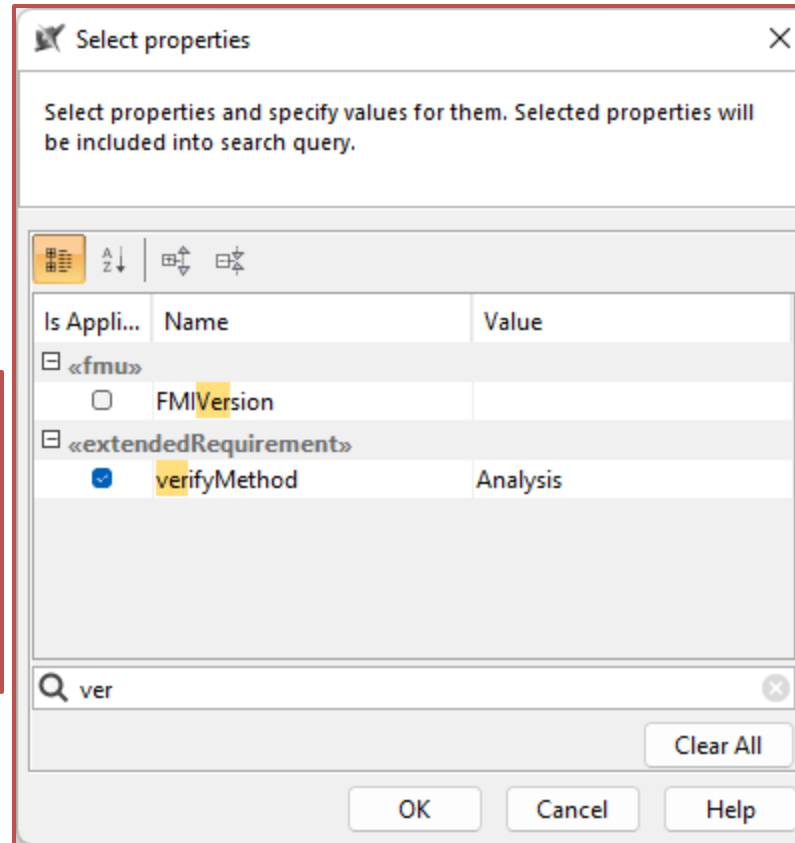 Select properties
Select properties and specify values for them. Selected properties will
be included into search query.
Is Appli... Name Value
«fmu»
FMIVersion
«extendedRequirement»
verifyMethod Analysis
ver
Clear All
OK Cancel Help